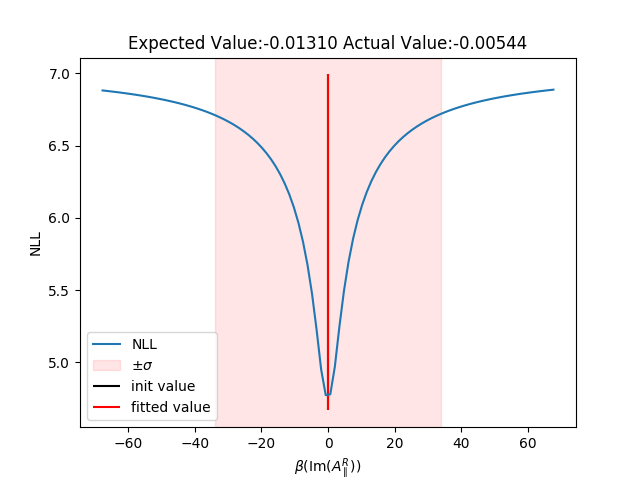 Expected Value:-0.01310 Actual Value:-0.00544
7.0
6.5
6.0
5.5
5.0
NLL
NLL
±σ
init value
fitted value
−60 −40 −20 0 20 40 60
β(Im(A∥^R))